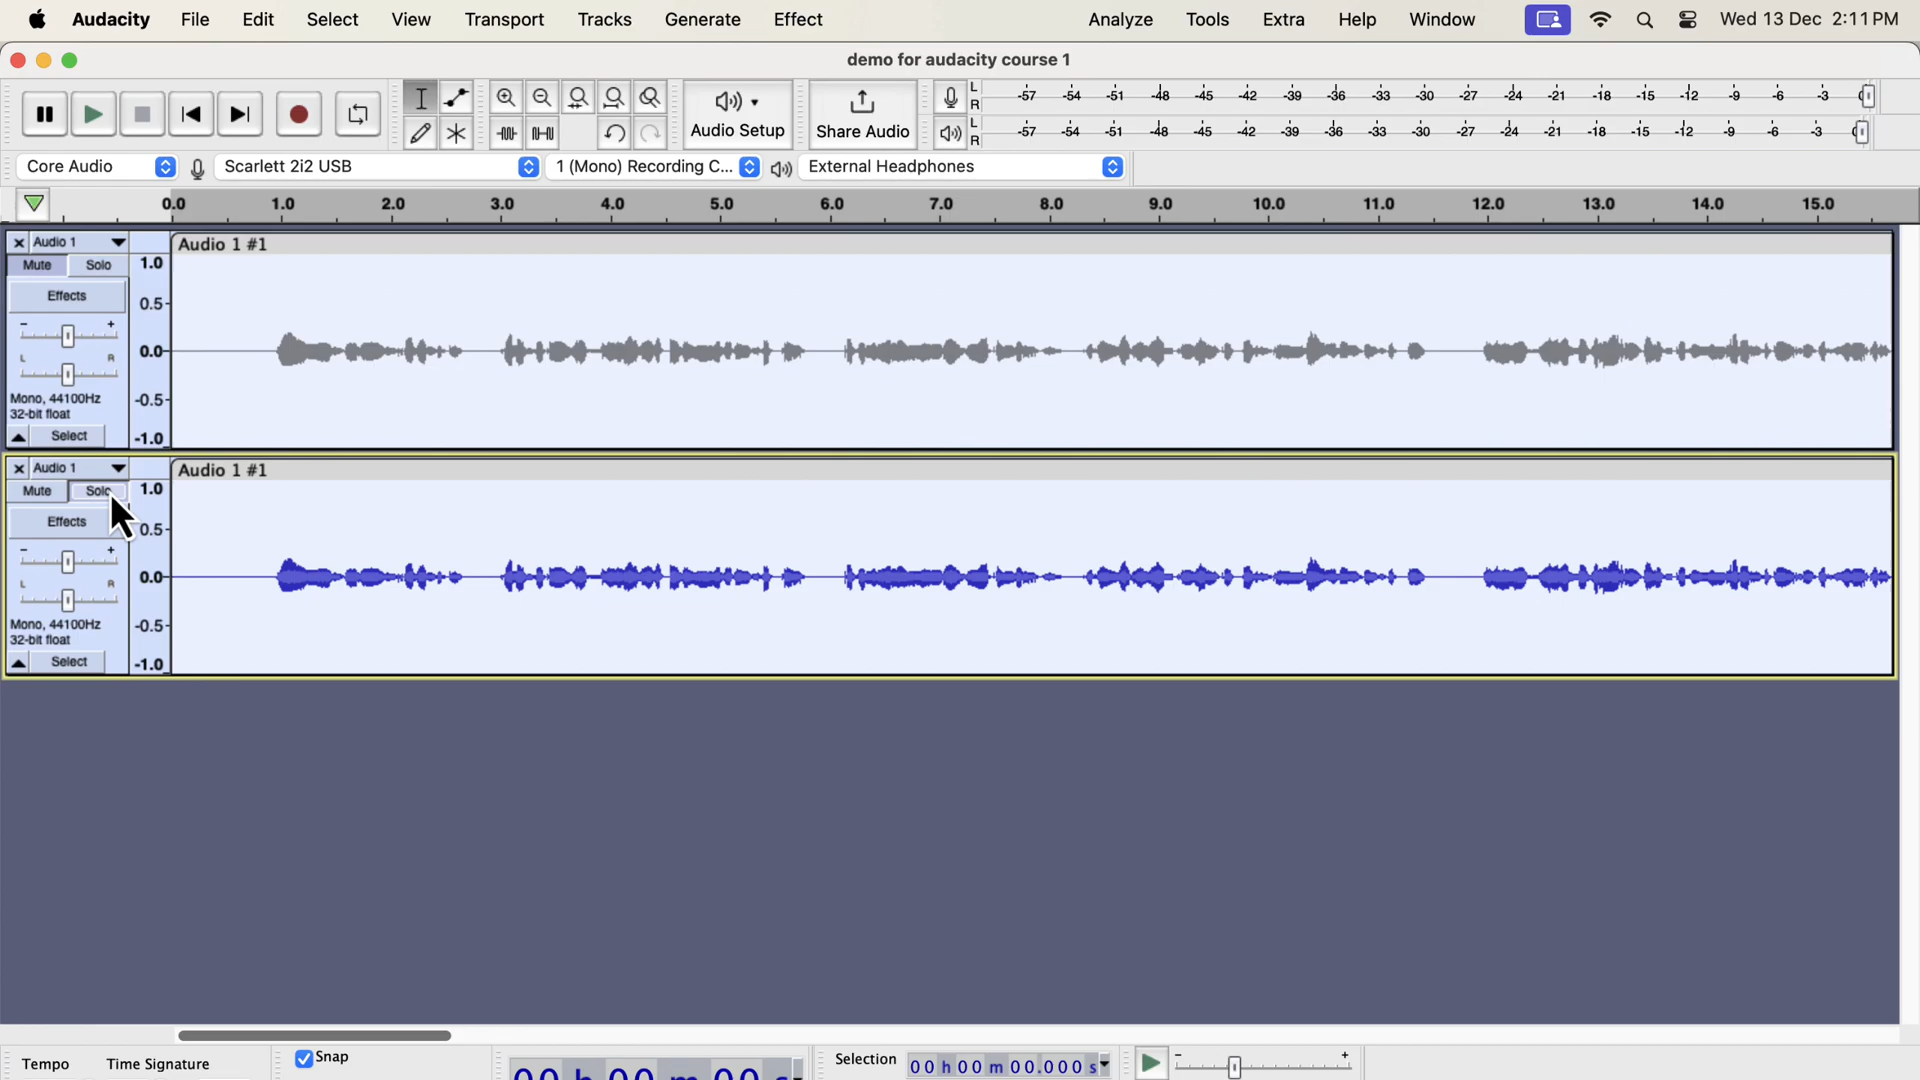 Audacity File Edit Select View Transport Tracks Generate Effect Analyze Tools Extra Help Window Wed 13 Dec 2:11 PM
demo for audacity course 1
L -57 -54 -51 -48 -45 -42 -39 -36 -33 -30 -27 -24 -21 -18 -15 -12 -9 -6 -3
R
Audio Setup Share Audio
L -57 -54 -51 -48 -45 -42 -39 -36 -33 -30 -27 -24 -21 -18 -15 -12 -9 -6 -3
R
Core Audio Scarlett 2i2 USB 1 (Mono) Recording C... External Headphones
0.0 1.0 2.0 3.0 4.0 5.0 6.0 7.0 8.0 9.0 10.0 11.0 12.0 13.0 14.0 15.0
Audio 1 Audio 1 #1
Mute Solo 1.0
Effects 0.5
- +
L R 0.0
Mono, 44100Hz -0.5
32-bit float
Select -1.0
Audio 1 Audio 1 #1
Mute Solo 1.0
Effects 0.5
- +
L R 0.0
Mono, 44100Hz -0.5
32-bit float
Select -1.0
Tempo Time Signature Snap Selection 00 h 00 m 00.000 s - +
00 h 00 m 00 s